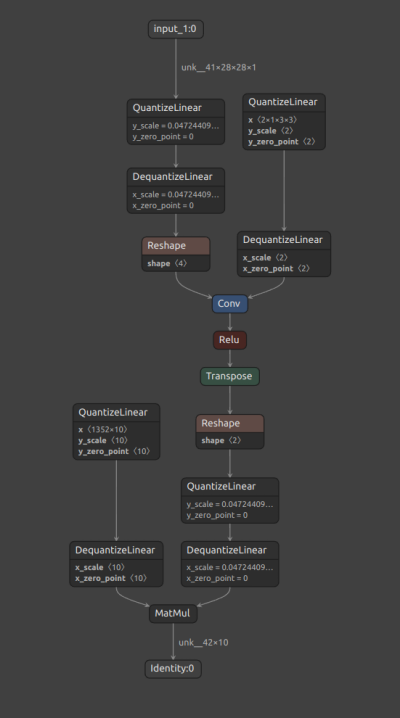 input_1:0
unk__41×28×28×1
QuantizeLinear
y_scale = 0.04724409...
y_zero_point = 0
QuantizeLinear
x ⟨2×1×3×3⟩
y_scale ⟨2⟩
y_zero_point ⟨2⟩
DequantizeLinear
x_scale = 0.04724409...
x_zero_point = 0
Reshape
shape ⟨4⟩
DequantizeLinear
x_scale ⟨2⟩
x_zero_point ⟨2⟩
Conv
Relu
Transpose
QuantizeLinear
x ⟨1352×10⟩
y_scale ⟨10⟩
y_zero_point ⟨10⟩
Reshape
shape ⟨2⟩
QuantizeLinear
y_scale = 0.04724409...
y_zero_point = 0
DequantizeLinear
x_scale ⟨10⟩
x_zero_point ⟨10⟩
DequantizeLinear
x_scale = 0.04724409...
x_zero_point = 0
MatMul
unk__42×10
Identity:0